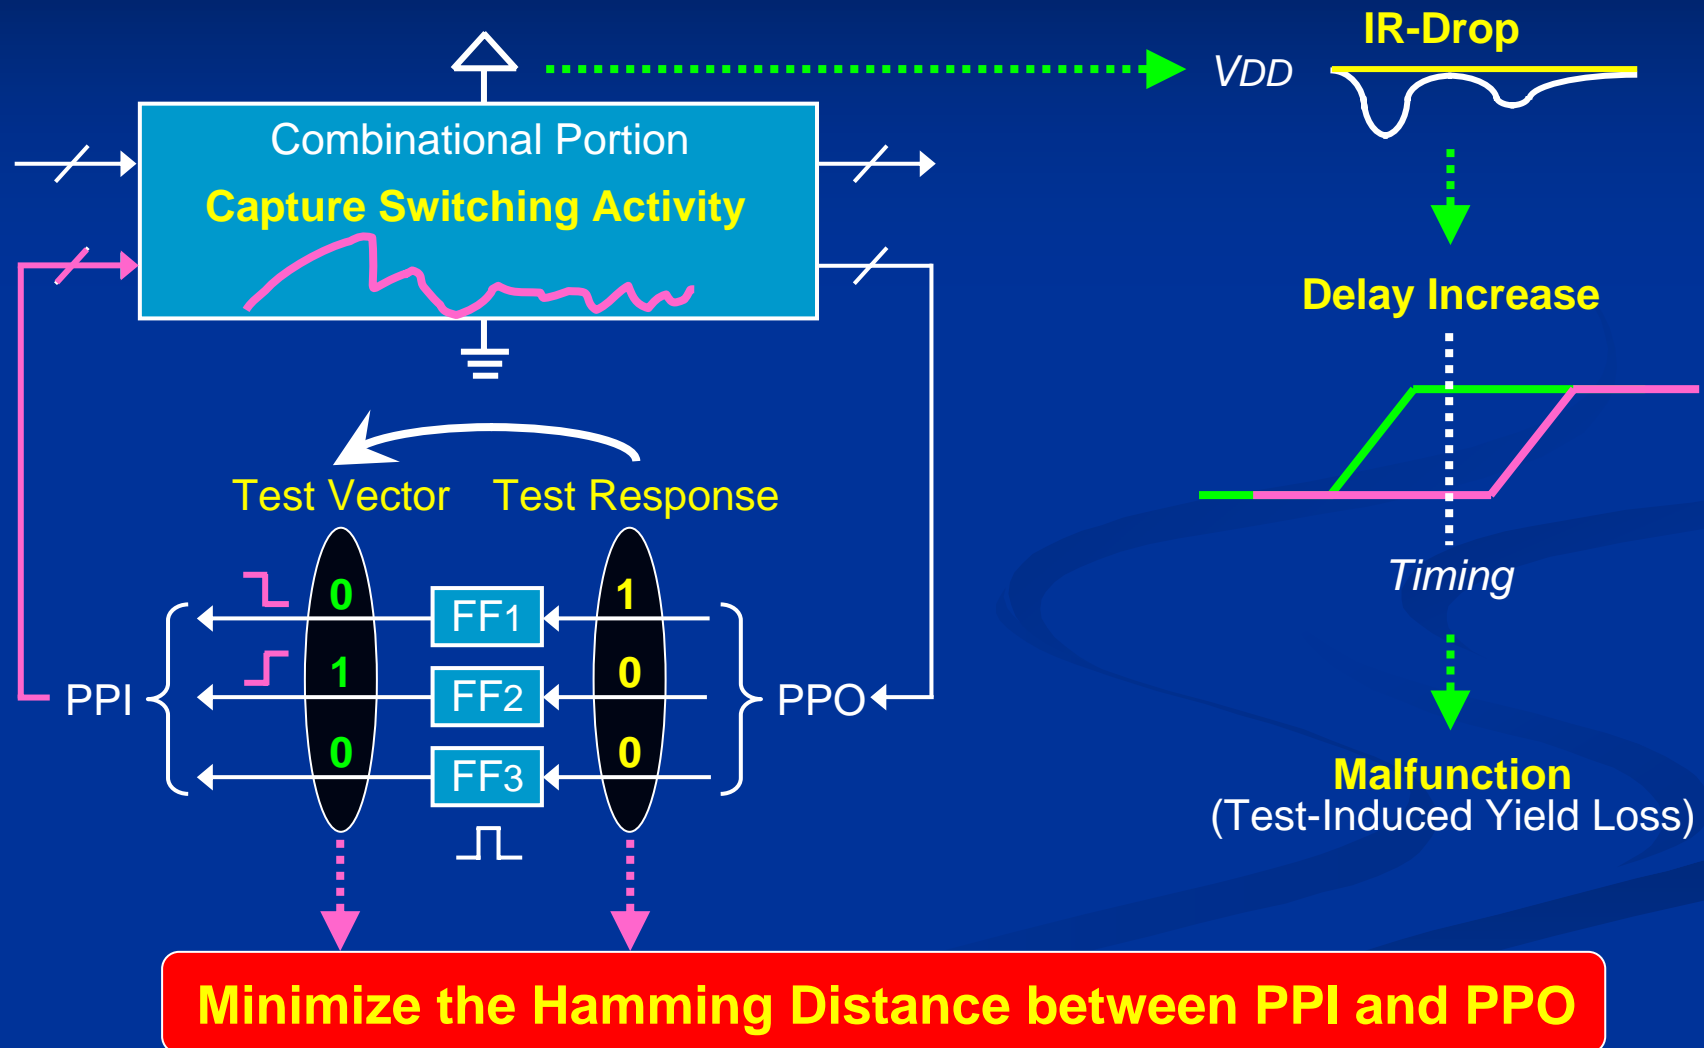 IR-Drop
VDD
Combinational Portion
Capture Switching Activity
Delay Increase
Test Vector Test Response
Timing
0 FF1 1
1 FF2 0
PPI PPO
0 FF3 0
Malfunction
(Test-Induced Yield Loss)
Minimize the Hamming Distance between PPI and PPO